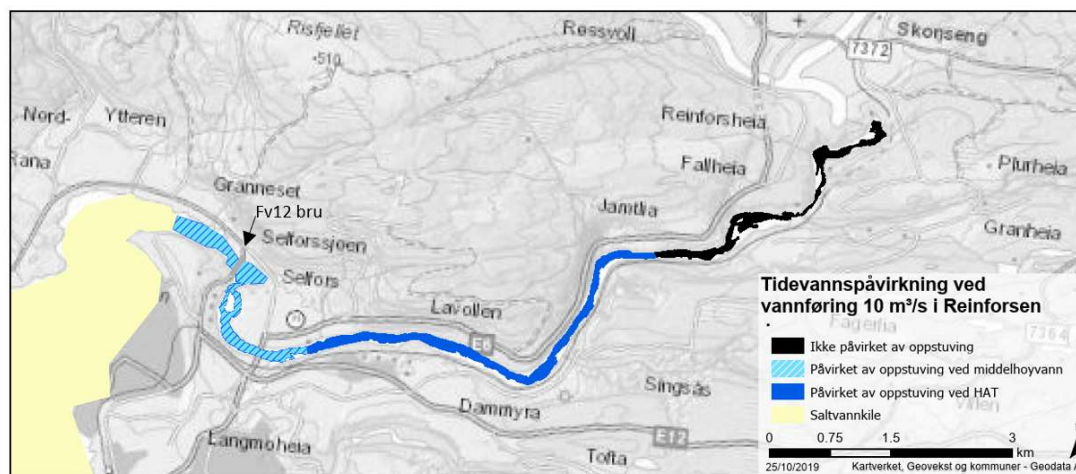 Risfjellet
510
Røssvoll
Skonseng
7372
Nord-
Rana
Ytteren
Reinforsheia
Fallheia
Plurheia
Granneset
Fv12 bru
Jamtlia
Granheia
Selforssjøen
Selfors
Lavollen
E6
Tidevannspåvirkning ved
vannføring 10 m³/s i Reinforsen
7364
Ikke påvirket av oppstuving
Påvirket av oppstuving ved middelhøyvann
Påvirket av oppstuving ved HAT
Saltvannkile
Singsås
Dammyra
E12
Langmoheia
Tofta
0 0.75 1.5 3
km
25/10/2019 Kartverket, Geovekst og kommuner - Geodata